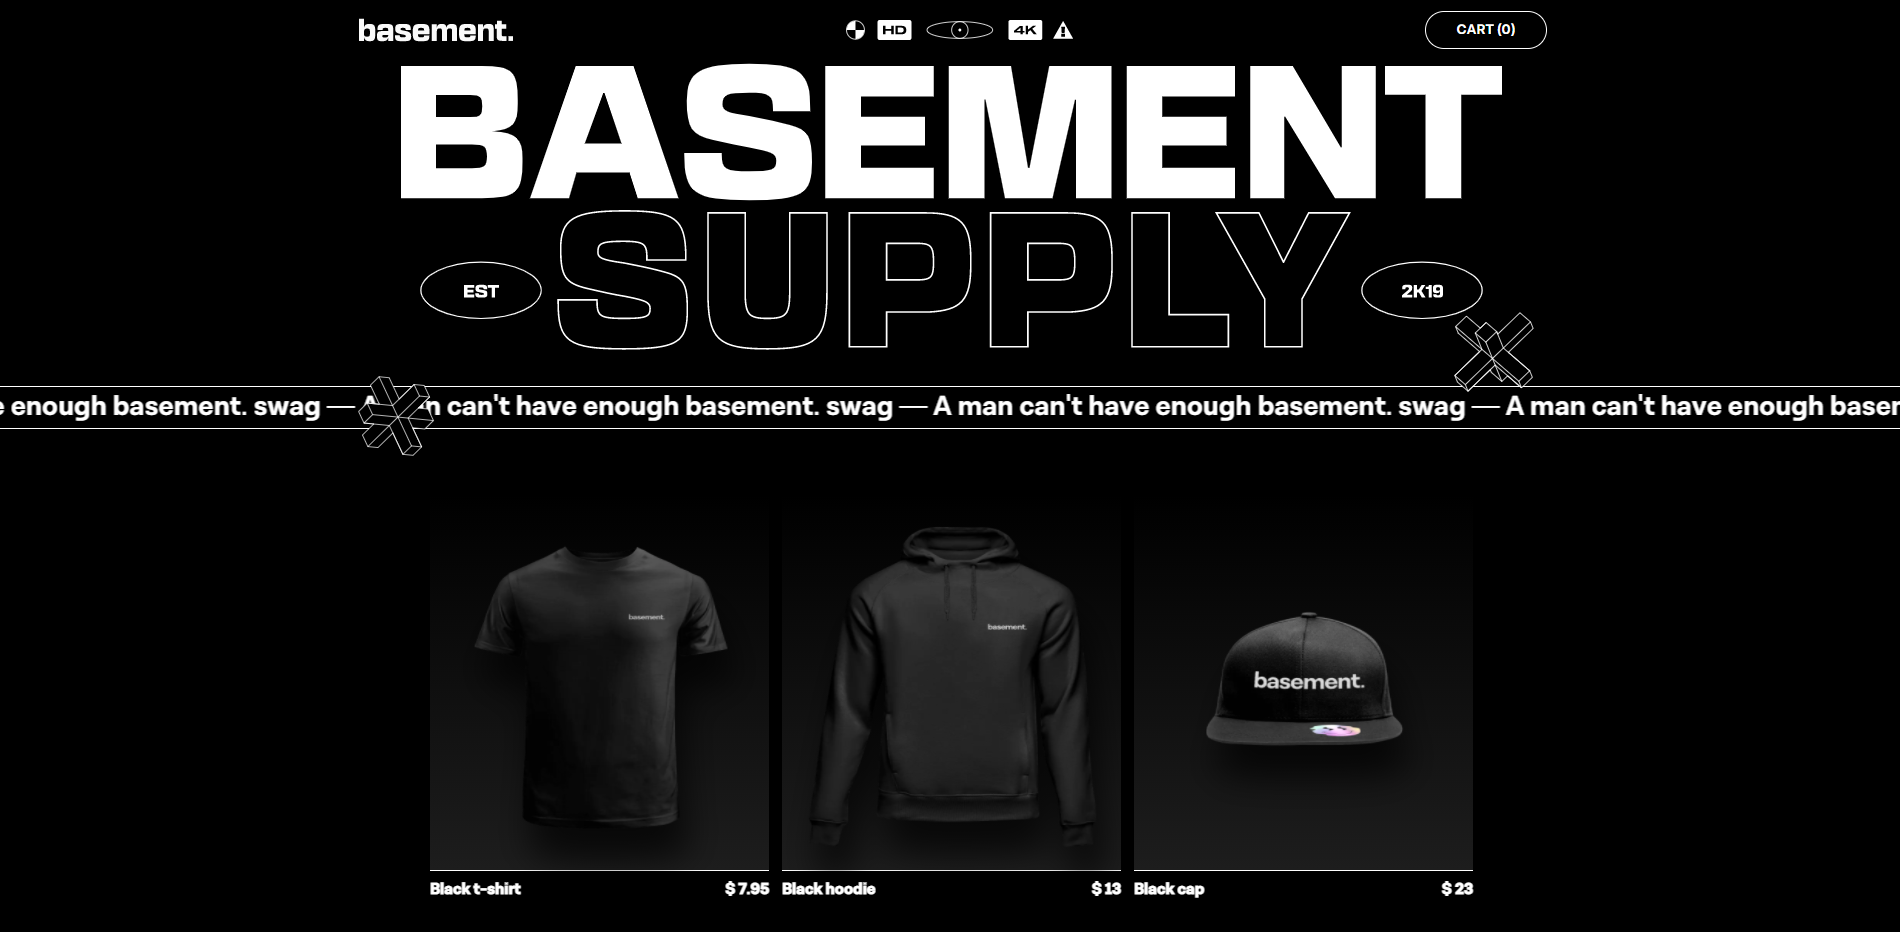 basement. HD 4K CART (0)
BASEMENT
SUPPLY
EST 2K19
enough basement. swag — A can't have enough basement. swag — A man can't have enough basement. swag — A man can't have enough
basement.
basement.
basement.
Black t-shirt $ 7.95 Black hoodie $ 13 Black cap $ 23